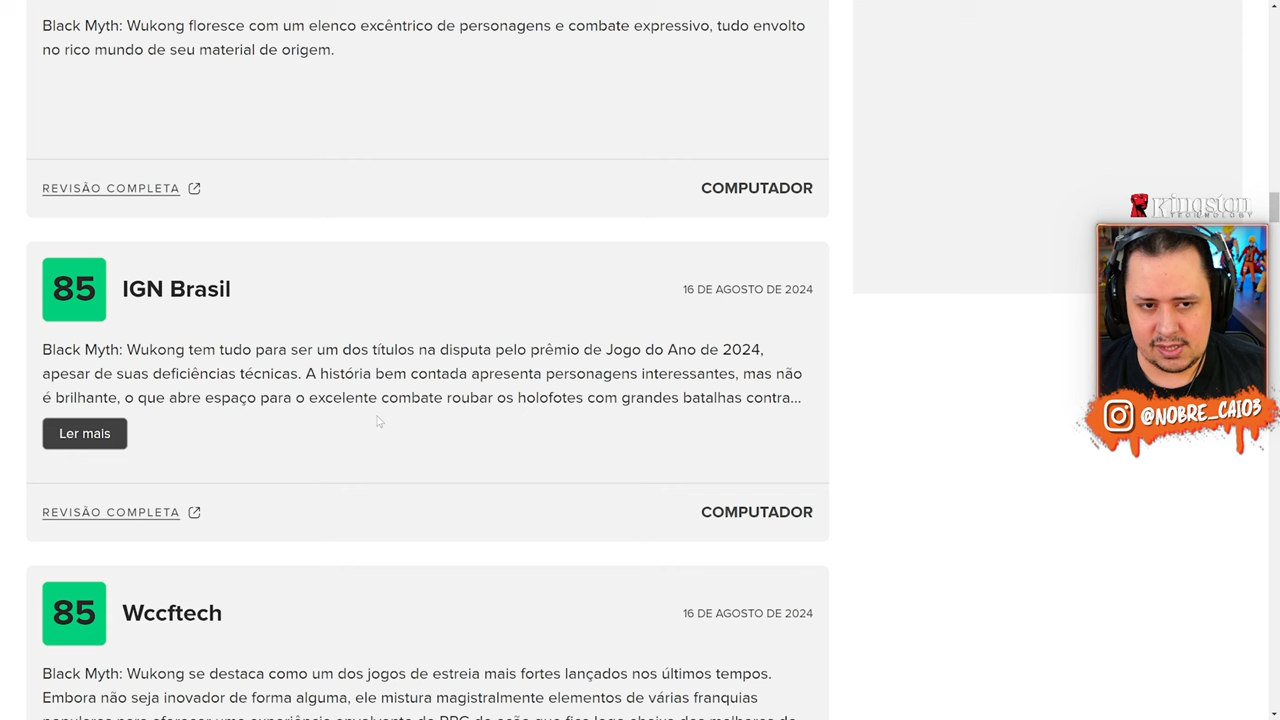 Black Myth: Wukong floresce com um elenco excêntrico de personagens e combate expressivo, tudo envolto
no rico mundo de seu material de origem.
REVISÃO COMPLETA
COMPUTADOR
Kingston
TECHNOLOGY
85 IGN Brasil
16 DE AGOSTO DE 2024
Black Myth: Wukong tem tudo para ser um dos títulos na disputa pelo prêmio de Jogo do Ano de 2024,
apesar de suas deficiências técnicas. A história bem contada apresenta personagens interessantes, mas não
é brilhante, o que abre espaço para o excelente combate roubar os holofotes com grandes batalhas contra...
@NOBRE_CAIO3
Ler mais
REVISÃO COMPLETA
COMPUTADOR
85 Wccftech
16 DE AGOSTO DE 2024
Black Myth: Wukong se destaca como um dos jogos de estreia mais fortes lançados nos últimos tempos.
Embora não seja inovador de forma alguma, ele mistura magistralmente elementos de várias franquias